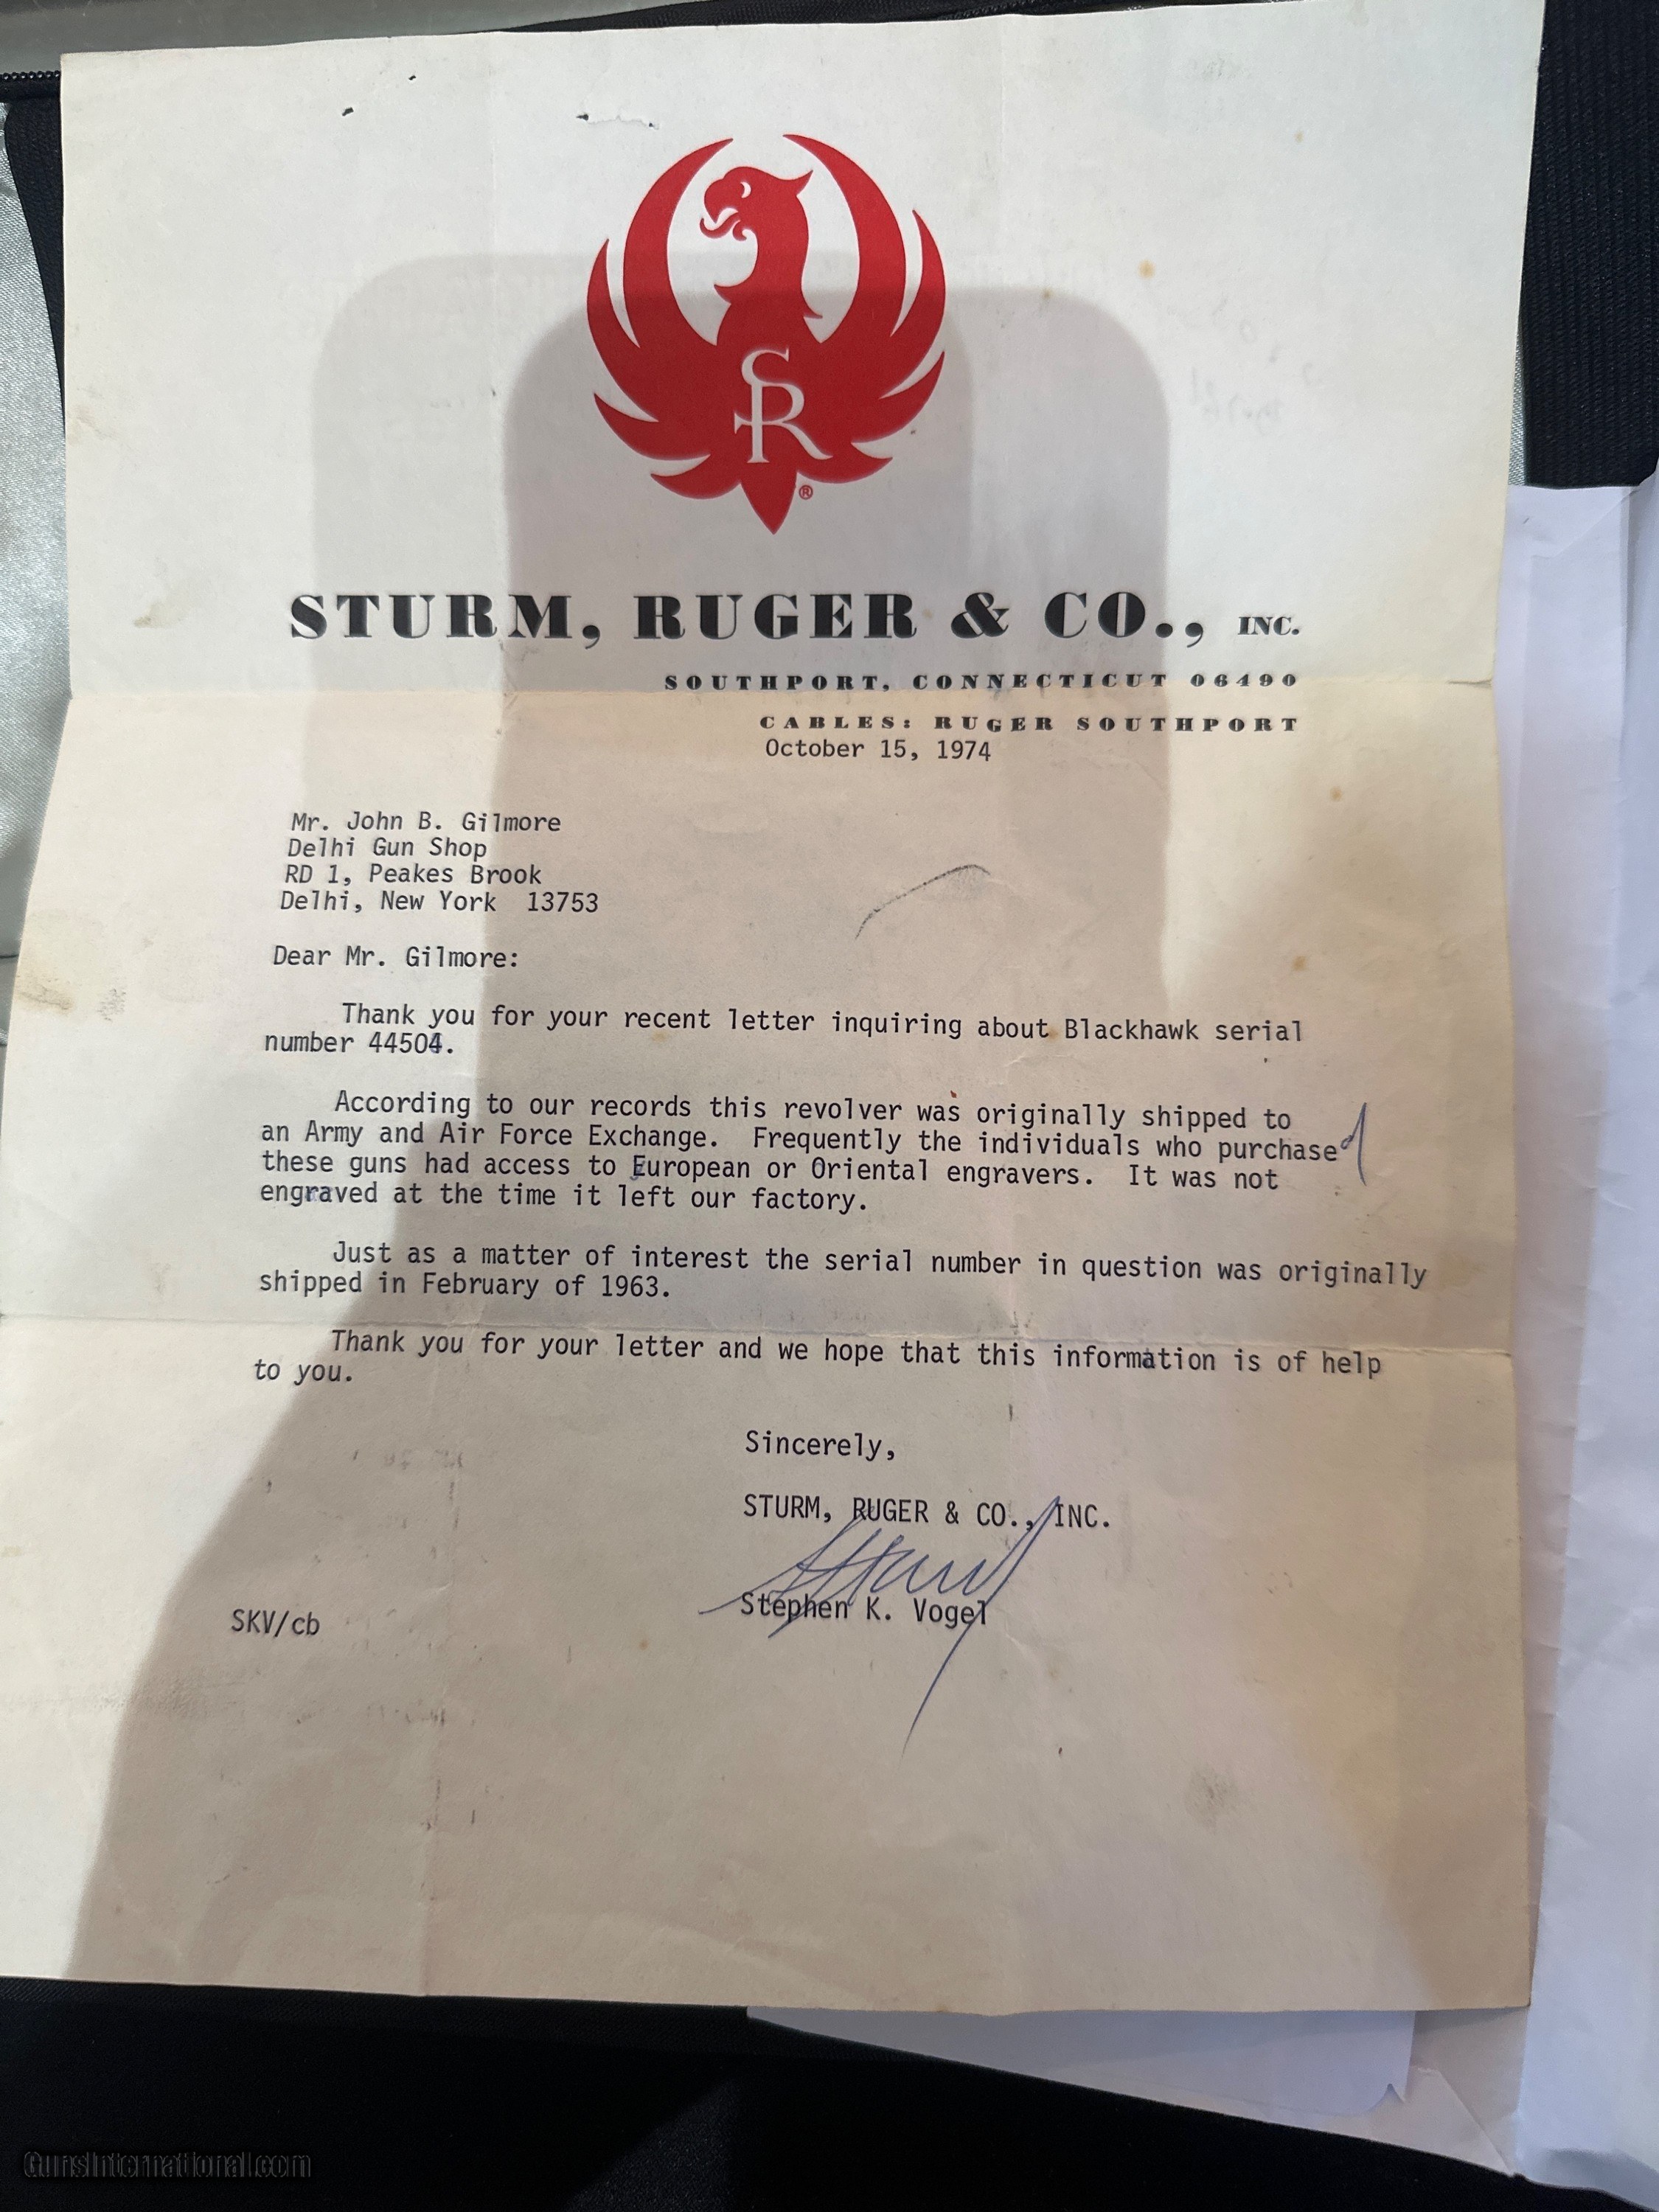 SR
®
STURM, RUGER & CO., INC.
SOUTHPORT, CONNECTICUT 06490
CABLES: RUGER SOUTHPORT
October 15, 1974
Mr. John B. Gilmore
Delhi Gun Shop
RD 1, Peakes Brook
Delhi, New York 13753
Dear Mr. Gilmore:
Thank you for your recent letter inquiring about Blackhawk serial
number 44504.
According to our records this revolver was originally shipped to
an Army and Air Force Exchange. Frequently the individuals who purchased
these guns had access to European or Oriental engravers. It was not
engraved at the time it left our factory.
Just as a matter of interest the serial number in question was originally
shipped in February of 1963.
Thank you for your letter and we hope that this information is of help
to you.
Sincerely,
STURM, RUGER & CO., INC.
Stephen K. Vogel
SKV/cb
GunsInternational.com